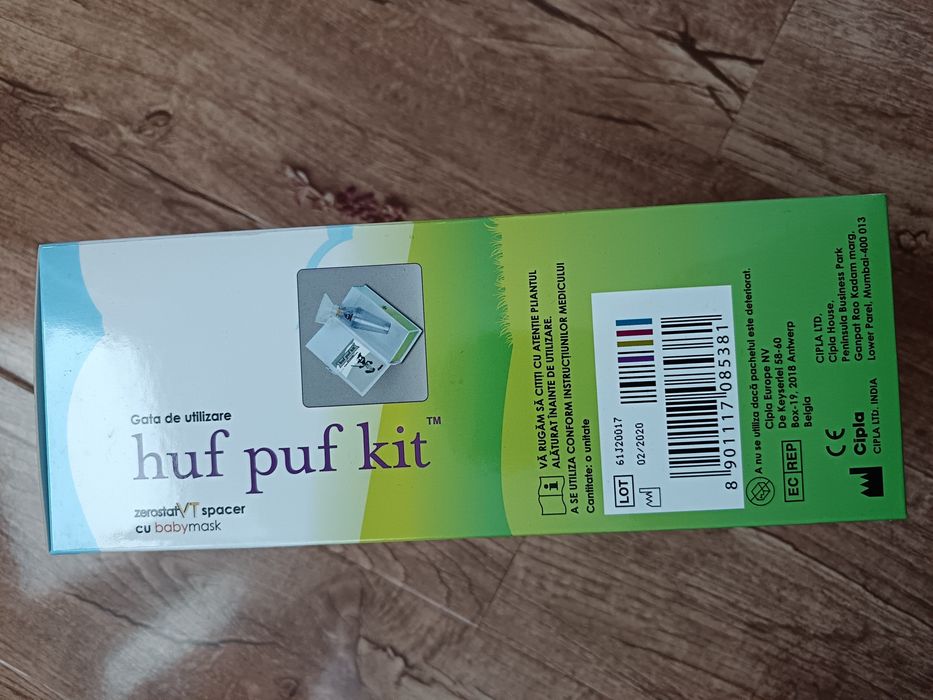 Gata de utilizare
huf puf kit™
zerostatVT spacer
cu babymask
VĂ RUGĂM SĂ CITIȚI CU ATENȚIE PLIANTUL
ALĂTURAT ÎNAINTE DE UTILIZARE.
A SE UTILIZA CONFORM INSTRUCȚIUNILOR MEDICULUI
Cantitate: o unitate
LOT 61J20017
02/2020
8 901117 085381
A nu se utiliza dacă pachetul este deteriorat.
EC REP
Cipla Europe NV
De Keyserlei 58-60
Box-19, 2018 Antwerp
Belgia
CE
Cipla
CIPLA LTD. INDIA
CIPLA LTD.
Cipla House,
Peninsula Business Park
Ganpat Rao Kadam marg,
Lower Parel, Mumbai-400 013